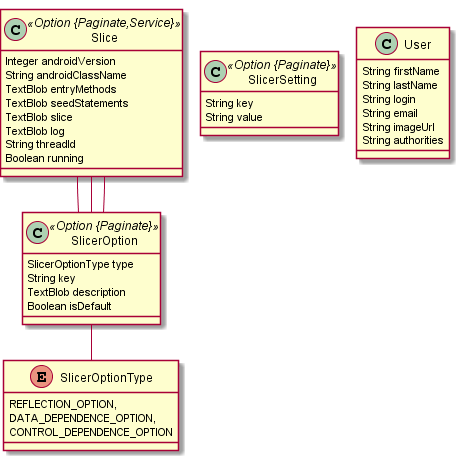 C «Option {Paginate,Service}»
Slice
Integer androidVersion
String androidClassName
TextBlob entryMethods
TextBlob seedStatements
TextBlob slice
TextBlob log
String threadId
Boolean running
C «Option {Paginate}»
SlicerSetting
String key
String value
C User
String firstName
String lastName
String login
String email
String imageUrl
String authorities
C «Option {Paginate}»
SlicerOption
SlicerOptionType type
String key
TextBlob description
Boolean isDefault
E SlicerOptionType
REFLECTION_OPTION,
DATA_DEPENDENCE_OPTION,
CONTROL_DEPENDENCE_OPTION